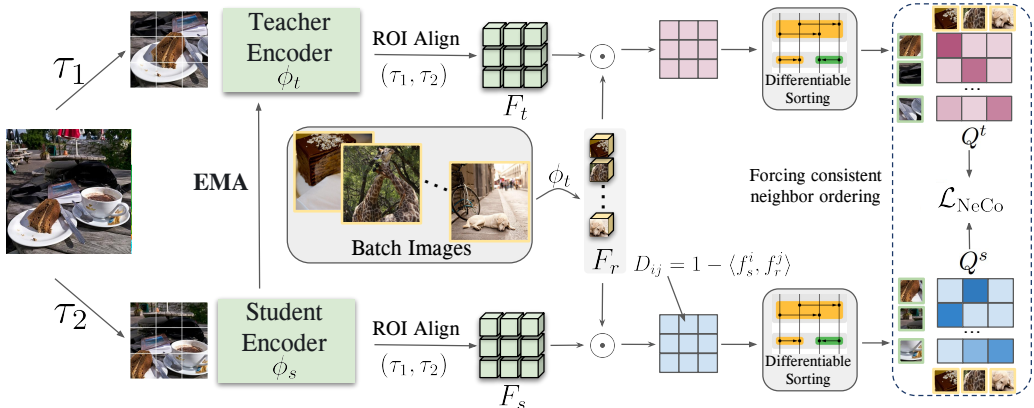 τ₁
Teacher
Encoder
ϕₜ
ROI Align
(τ₁, τ₂)
Fₜ
Differentiable
Sorting
...
Qᵗ
EMA
Batch Images
ϕₜ
Fᵣ
Forcing consistent
neighbor ordering
ℒNeCo
Dᵢⱼ = 1 − ⟨fₛⁱ, fᵣʲ⟩
Qˢ
τ₂
Student
Encoder
ϕₛ
ROI Align
(τ₁, τ₂)
Fₛ
Differentiable
Sorting
...